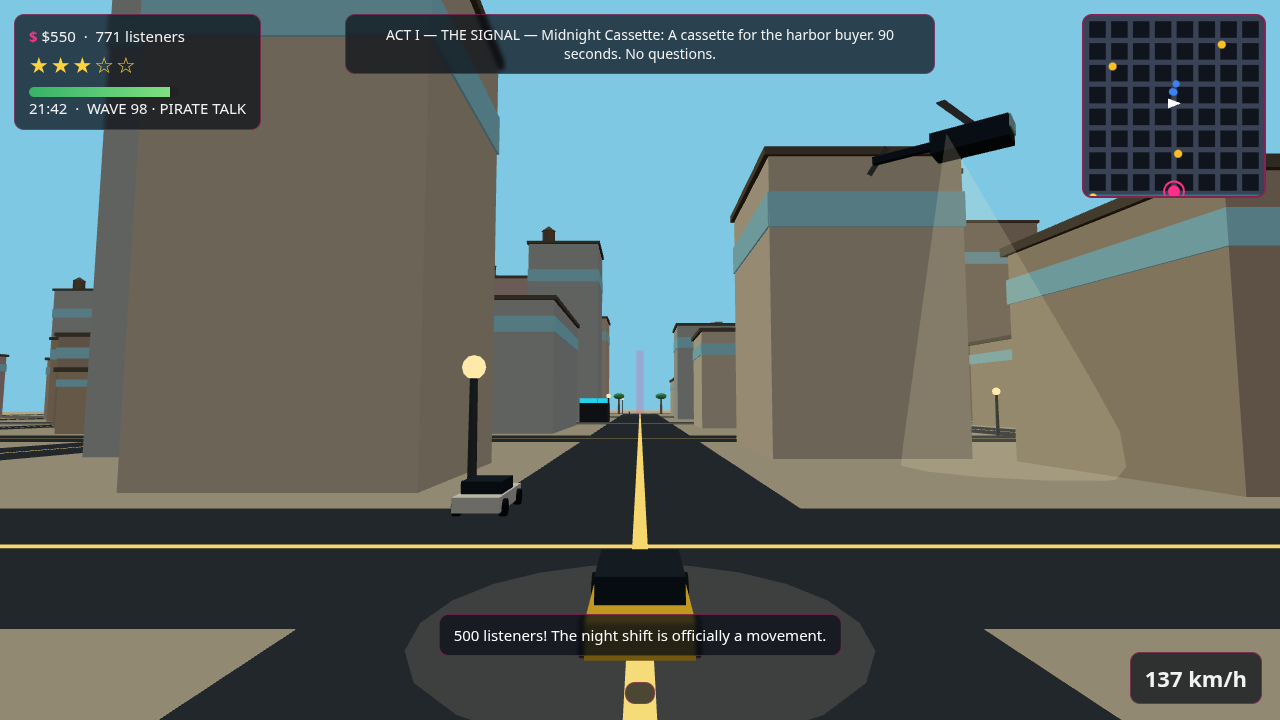 $ $550 · 771 listeners
★★★☆☆
21:42 · WAVE 98 · PIRATE TALK
ACT I — THE SIGNAL — Midnight Cassette: A cassette for the harbor buyer. 90
seconds. No questions.
500 listeners! The night shift is officially a movement.
137 km/h